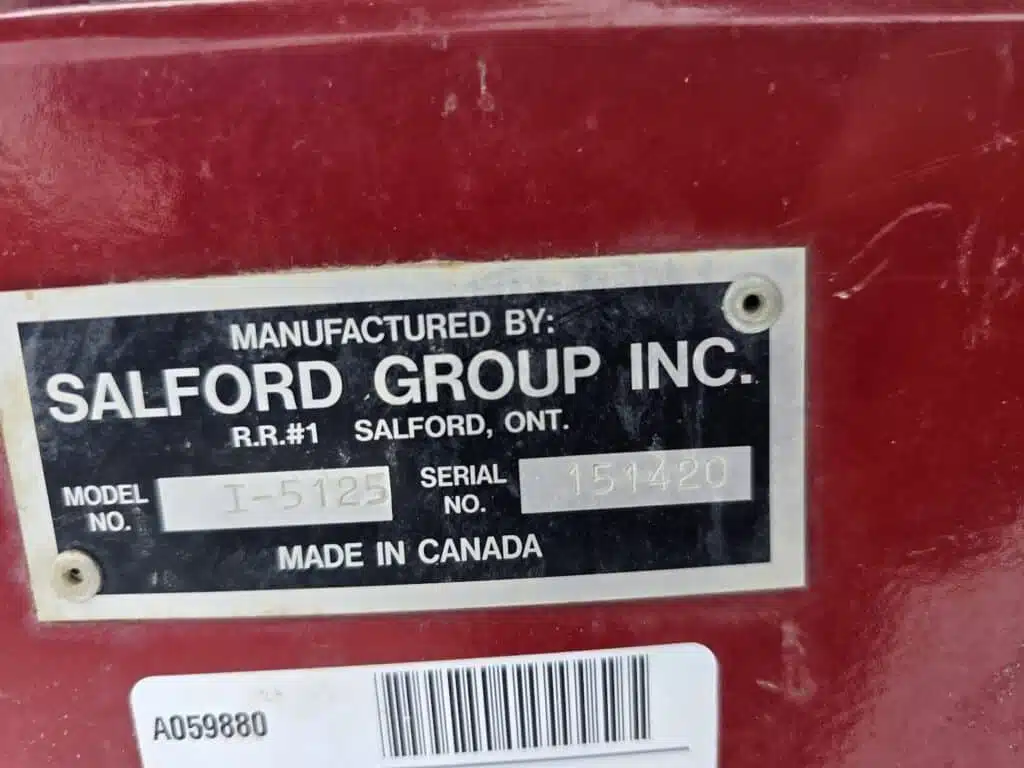 MANUFACTURED BY:
SALFORD GROUP INC.
R.R.#1 SALFORD, ONT.
MODEL NO. I-5125 SERIAL NO. 151420
MADE IN CANADA
A059880